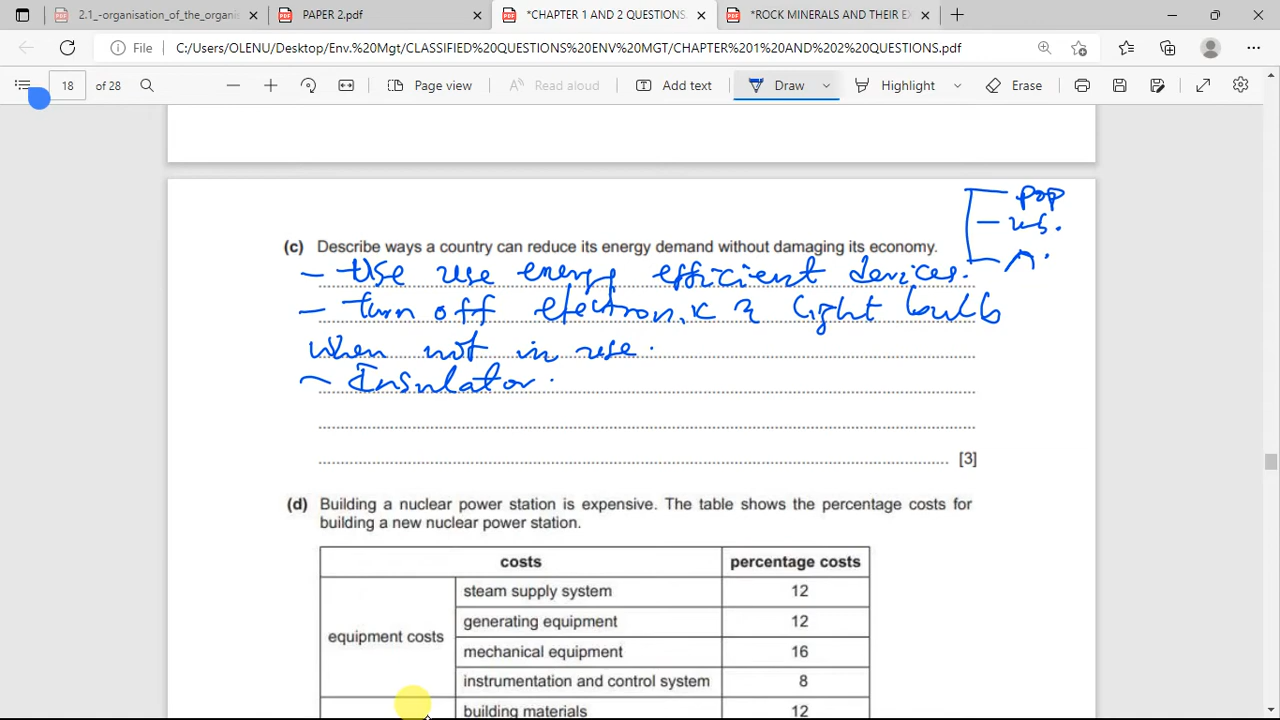 2.1_-organisation_of_the_organis
PAPER 2.pdf
*CHAPTER 1 AND 2 QUESTIONS
*ROCK MINERALS AND THEIR EX
File
C:/Users/OLENU/Desktop/Env.%20Mgt/CLASSIFIED%20QUESTIONS%20ENV%20MGT/CHAPTER%201%20AND%202%20QUESTIONS.pdf
18 of 28
Page view
Read aloud
Add text
Draw
Highlight
Erase
pop
(c) Describe ways a country can reduce its energy demand without damaging its economy.
- Use use energy efficient devices.
- turn off electronic & light bulb
when not in use.
- Insulator.
[3]
(d) Building a nuclear power station is expensive. The table shows the percentage costs for
building a new nuclear power station.
costs percentage costs
equipment costs
steam supply system 12
generating equipment 12
mechanical equipment 16
instrumentation and control system 8
building materials 12